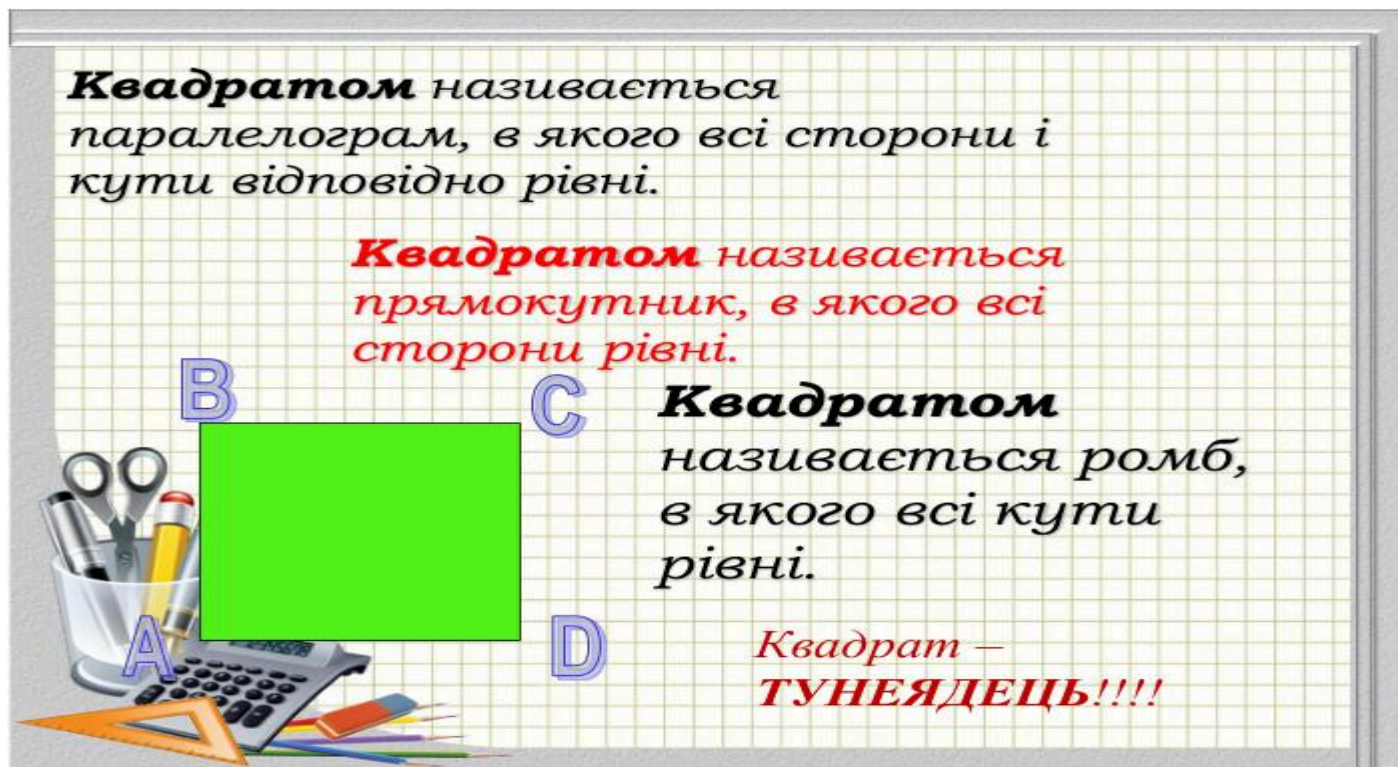 Квадратом називається
паралелограм, в якого всі сторони і
кути відповідно рівні.
Квадратом називається
прямокутник, в якого всі
сторони рівні.
B
C
Квадратом
називається ромб,
в якого всі кути
рівні.
A
D
Квадрат –
ТУНЕЯДЕЦЬ!!!!